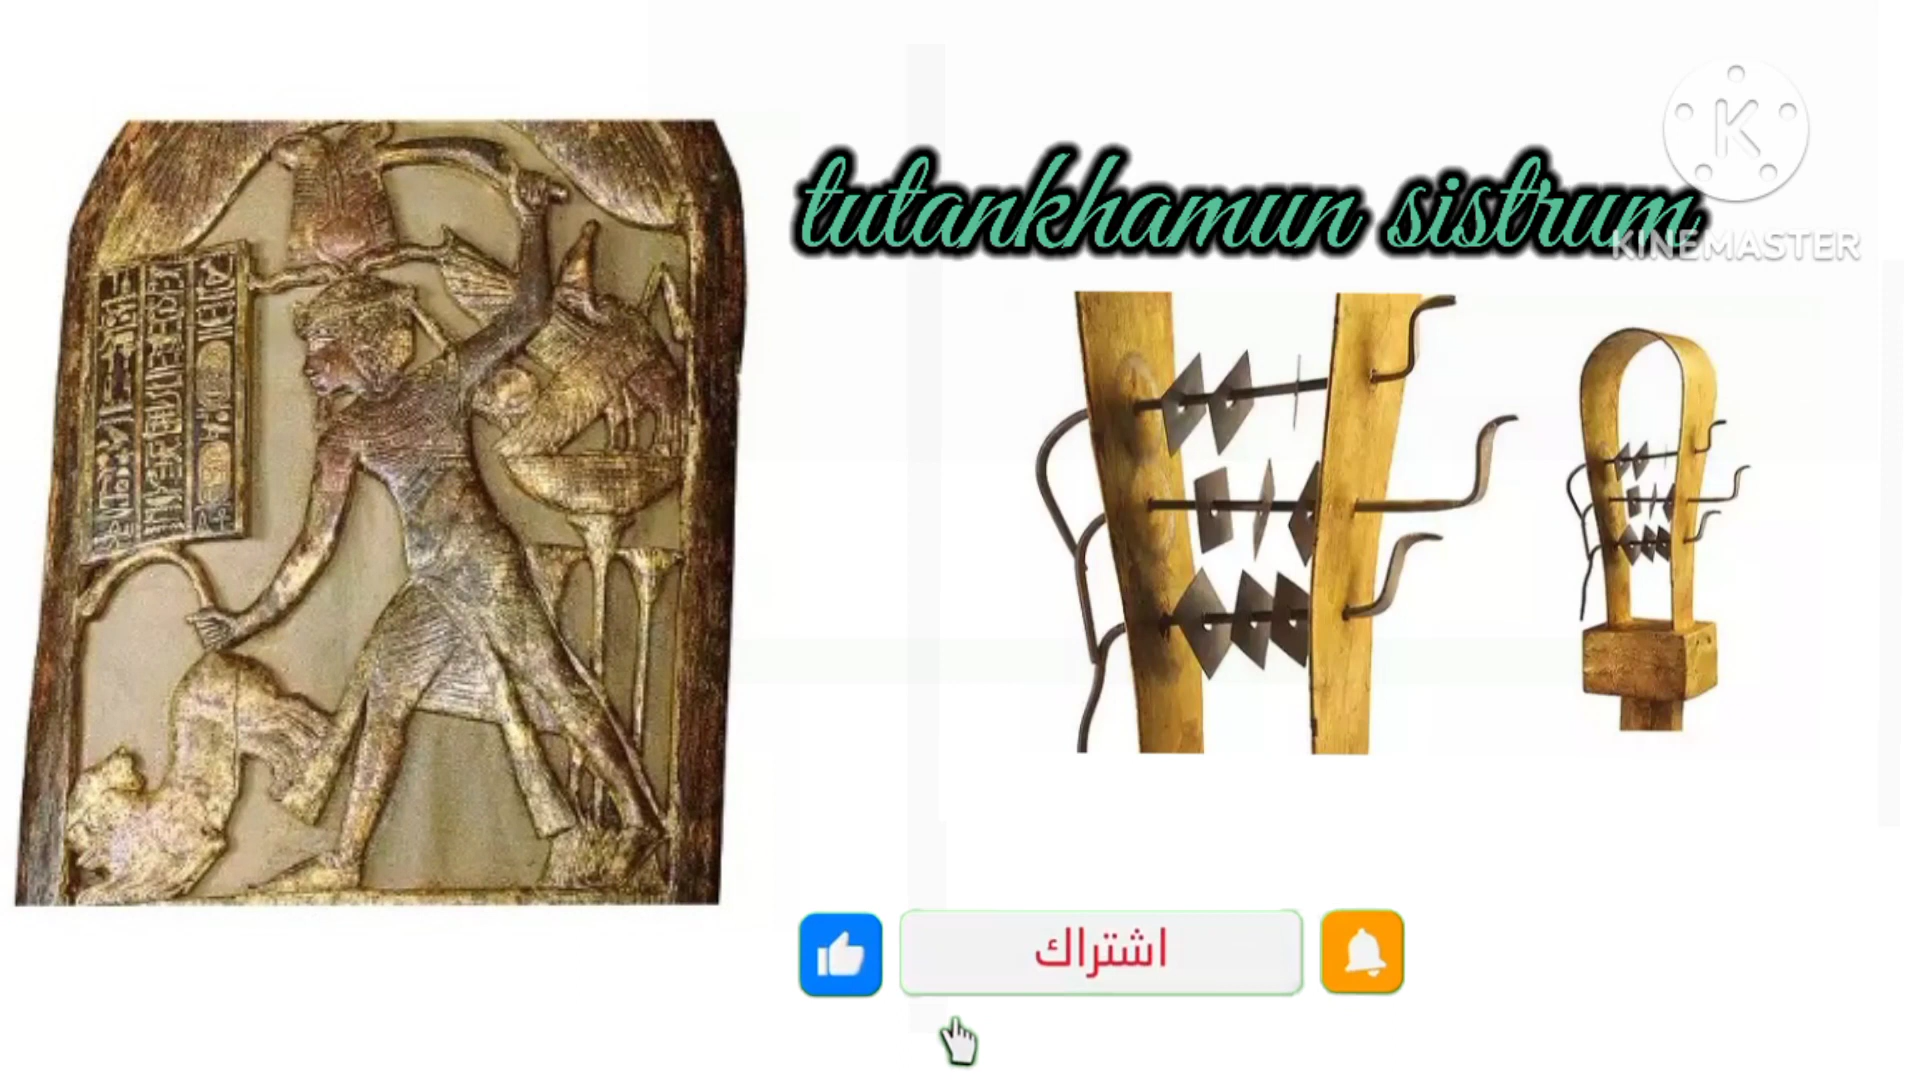 tutankhamun sistrum
K
KINEMASTER
اشتراك